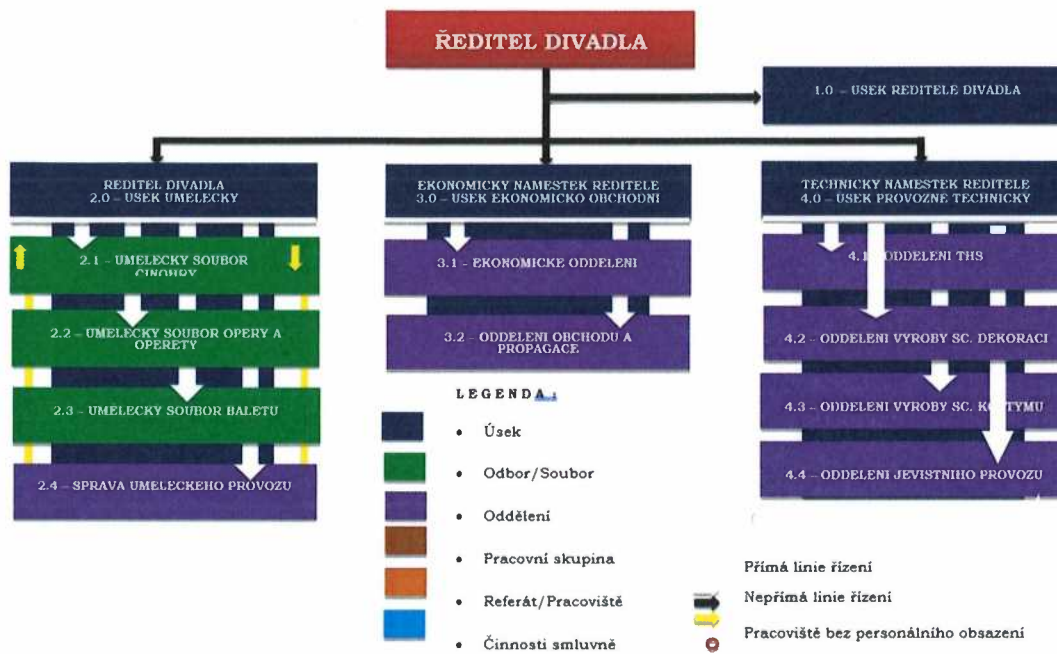 ŘEDITEL DIVADLA
1.0 – USEK REDITELE DIVADLA
REDITEL DIVADLA
2.0 – USEK UMELECKY
EKONOMICKY NAMESTEK REDITELE
3.0 – USEK EKONOMICKO OBCHODNI
TECHNICKY NAMESTEK REDITELE
4.0 – USEK PROVOZNE TECHNICKY
2.1 – UMELECKY SOUBOR
CINOHRY
2.2 – UMELECKY SOUBOR OPERY A
OPERETY
2.3 – UMELECKY SOUBOR BALETU
2.4 – SPRAVA UMELECKEHO PROVOZU
3.1 – EKONOMICKE ODDELENI
3.2 – ODDELENI OBCHODU A
PROPAGACE
4.1 ODDELENI THS
4.2 – ODDELENI VYROBY SC. DEKORACI
4.3 – ODDELENI VYROBY SC.
4.4 – ODDELENI JEVISTNIHO PROVOZU
LEGENDA :
• Úsek
• Odbor/Soubor
• Oddělení
• Pracovní skupina
• Referát/Pracoviště
• Činnosti smluvně
Přímá linie řízení
Nepřímá linie řízení
Pracoviště bez personálního obsazení